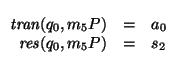 tran(q₀, m₅P) = a₀
res(q₀, m₅P) = s₂